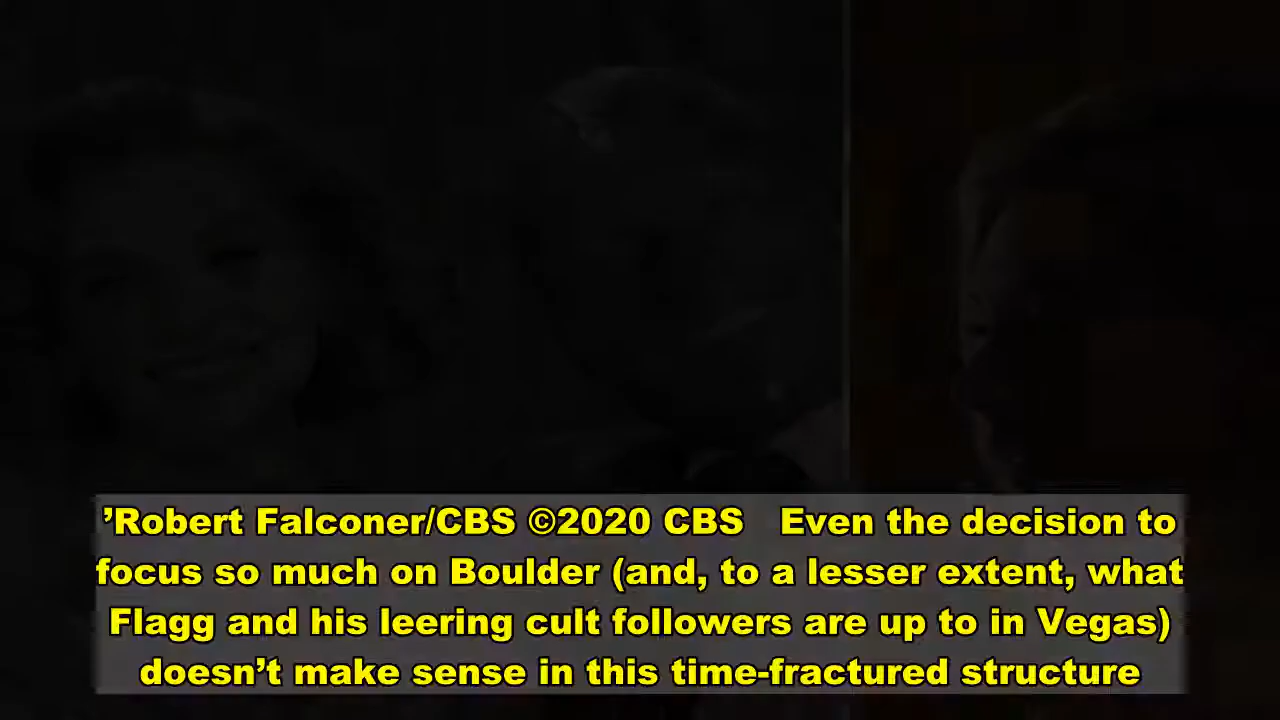 ’Robert Falconer/CBS ©2020 CBS   Even the decision to
focus so much on Boulder (and, to a lesser extent, what
Flagg and his leering cult followers are up to in Vegas)
doesn’t make sense in this time-fractured structure